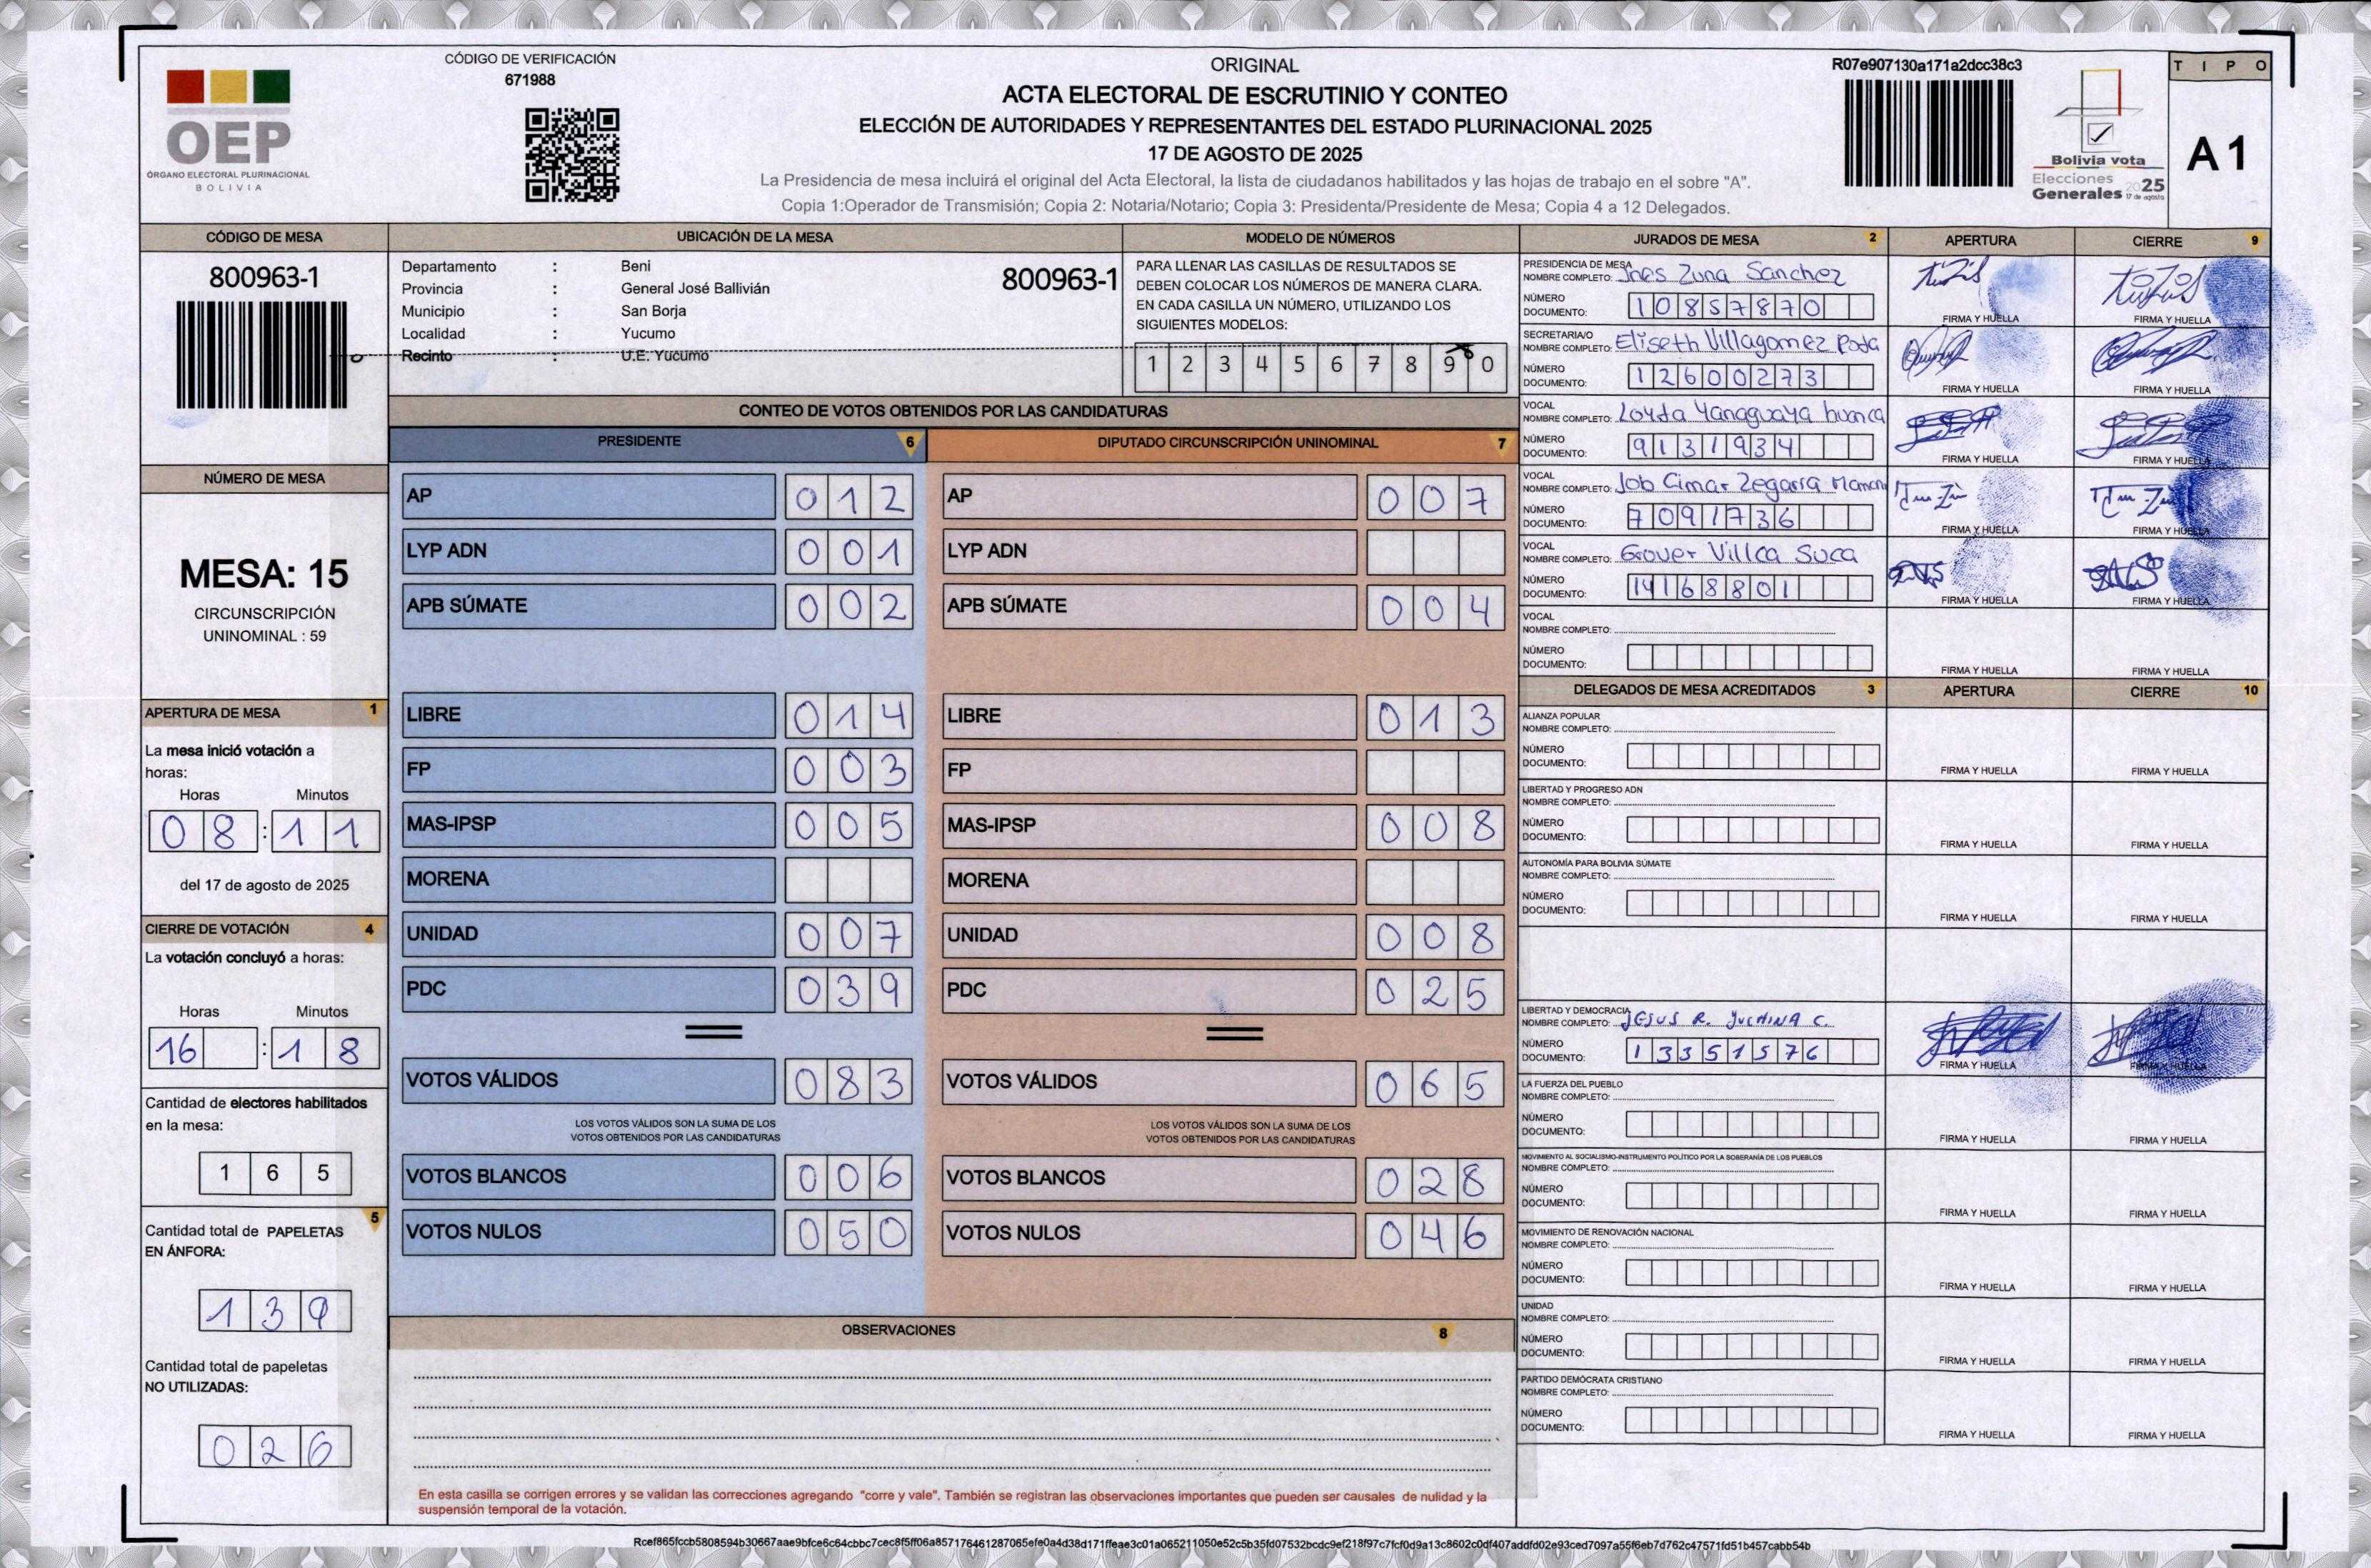 CÓDIGO DE VERIFICACIÓN
671988
OEP
ÓRGANO ELECTORAL PLURINACIONAL
BOLIVIA
ORIGINAL
ACTA ELECTORAL DE ESCRUTINIO Y CONTEO
ELECCIÓN DE AUTORIDADES Y REPRESENTANTES DEL ESTADO PLURINACIONAL 2025
17 DE AGOSTO DE 2025
La Presidencia de mesa incluirá el original del Acta Electoral, la lista de ciudadanos habilitados y las hojas de trabajo en el sobre "A".
Copia 1:Operador de Transmisión; Copia 2: Notaria/Notario; Copia 3: Presidenta/Presidente de Mesa; Copia 4 a 12 Delegados.
R07e907130a171a2dcc38c3
Bolivia vota
Elecciones
Generales 2025
17 de agosto
TIPO
A1
CÓDIGO DE MESA
800963-1
NÚMERO DE MESA
MESA: 15
CIRCUNSCRIPCIÓN
UNINOMINAL : 59
APERTURA DE MESA 1
La mesa inició votación a
horas:
Horas Minutos
08:11
del 17 de agosto de 2025
CIERRE DE VOTACIÓN 4
La votación concluyó a horas:
Horas Minutos
16:18
Cantidad de electores habilitados
en la mesa:
165
5
Cantidad total de PAPELETAS
EN ÁNFORA:
139
Cantidad total de papeletas
NO UTILIZADAS:
026
UBICACIÓN DE LA MESA
Departamento : Beni
800963-1
Provincia : General José Ballivián
Municipio : San Borja
Localidad : Yucumo
Recinto : U.E. Yucumo
MODELO DE NÚMEROS
PARA LLENAR LAS CASILLAS DE RESULTADOS SE
DEBEN COLOCAR LOS NÚMEROS DE MANERA CLARA.
EN CADA CASILLA UN NÚMERO, UTILIZANDO LOS
SIGUIENTES MODELOS:
1 2 3 4 5 6 7 8 9 0
CONTEO DE VOTOS OBTENIDOS POR LAS CANDIDATURAS
PRESIDENTE 6
AP 012
LYP ADN 001
APB SÚMATE 002
LIBRE 014
FP 003
MAS-IPSP 005
MORENA
UNIDAD 007
PDC 039
VOTOS VÁLIDOS 083
LOS VOTOS VÁLIDOS SON LA SUMA DE LOS
VOTOS OBTENIDOS POR LAS CANDIDATURAS
VOTOS BLANCOS 006
VOTOS NULOS 050
DIPUTADO CIRCUNSCRIPCIÓN UNINOMINAL 7
AP 007
LYP ADN
APB SÚMATE 004
LIBRE 013
FP
MAS-IPSP 008
MORENA
UNIDAD 008
PDC 025
VOTOS VÁLIDOS 065
LOS VOTOS VÁLIDOS SON LA SUMA DE LOS
VOTOS OBTENIDOS POR LAS CANDIDATURAS
VOTOS BLANCOS 028
VOTOS NULOS 046
OBSERVACIONES 8
En esta casilla se corrigen errores y se validan las correcciones agregando "corre y vale". También se registran las observaciones importantes que pueden ser causales de nulidad y la
suspensión temporal de la votación.
JURADOS DE MESA 2 APERTURA CIERRE 9
PRESIDENCIA DE MESA
NOMBRE COMPLETO: Ines Zuna Sanchez
NÚMERO
DOCUMENTO: 10857870
FIRMA Y HUELLA FIRMA Y HUELLA
SECRETARIA/O
NOMBRE COMPLETO: Eliseth Villagomez Poda
NÚMERO
DOCUMENTO: 12600273
FIRMA Y HUELLA FIRMA Y HUELLA
VOCAL
NOMBRE COMPLETO: Loyda Yangguaya huanca
NÚMERO
DOCUMENTO: 9131934
FIRMA Y HUELLA FIRMA Y HUELLA
VOCAL
NOMBRE COMPLETO: Job Cimar Zegarra Mamani
NÚMERO
DOCUMENTO: 7091736
FIRMA Y HUELLA FIRMA Y HUELLA
VOCAL
NOMBRE COMPLETO: Grover Villca Suca
NÚMERO
DOCUMENTO: 14168801
FIRMA Y HUELLA FIRMA Y HUELLA
VOCAL
NOMBRE COMPLETO:
NÚMERO
DOCUMENTO:
FIRMA Y HUELLA FIRMA Y HUELLA
DELEGADOS DE MESA ACREDITADOS 3 APERTURA CIERRE 10
ALIANZA POPULAR
NOMBRE COMPLETO:
NÚMERO
DOCUMENTO:
FIRMA Y HUELLA FIRMA Y HUELLA
LIBERTAD Y PROGRESO ADN
NOMBRE COMPLETO:
NÚMERO
DOCUMENTO:
FIRMA Y HUELLA FIRMA Y HUELLA
AUTONOMÍA PARA BOLIVIA SÚMATE
NOMBRE COMPLETO:
NÚMERO
DOCUMENTO:
FIRMA Y HUELLA FIRMA Y HUELLA
LIBERTAD Y DEMOCRACIA
NOMBRE COMPLETO: JESUS R. JUCHINA C.
NÚMERO
DOCUMENTO: 13351576
FIRMA Y HUELLA FIRMA Y HUELLA
LA FUERZA DEL PUEBLO
NOMBRE COMPLETO:
NÚMERO
DOCUMENTO:
FIRMA Y HUELLA FIRMA Y HUELLA
MOVIMIENTO AL SOCIALISMO-INSTRUMENTO POLÍTICO POR LA SOBERANÍA DE LOS PUEBLOS
NOMBRE COMPLETO:
NÚMERO
DOCUMENTO:
FIRMA Y HUELLA FIRMA Y HUELLA
MOVIMIENTO DE RENOVACIÓN NACIONAL
NOMBRE COMPLETO:
NÚMERO
DOCUMENTO:
FIRMA Y HUELLA FIRMA Y HUELLA
UNIDAD
NOMBRE COMPLETO:
NÚMERO
DOCUMENTO:
FIRMA Y HUELLA FIRMA Y HUELLA
PARTIDO DEMÓCRATA CRISTIANO
NOMBRE COMPLETO:
NÚMERO
DOCUMENTO:
FIRMA Y HUELLA FIRMA Y HUELLA